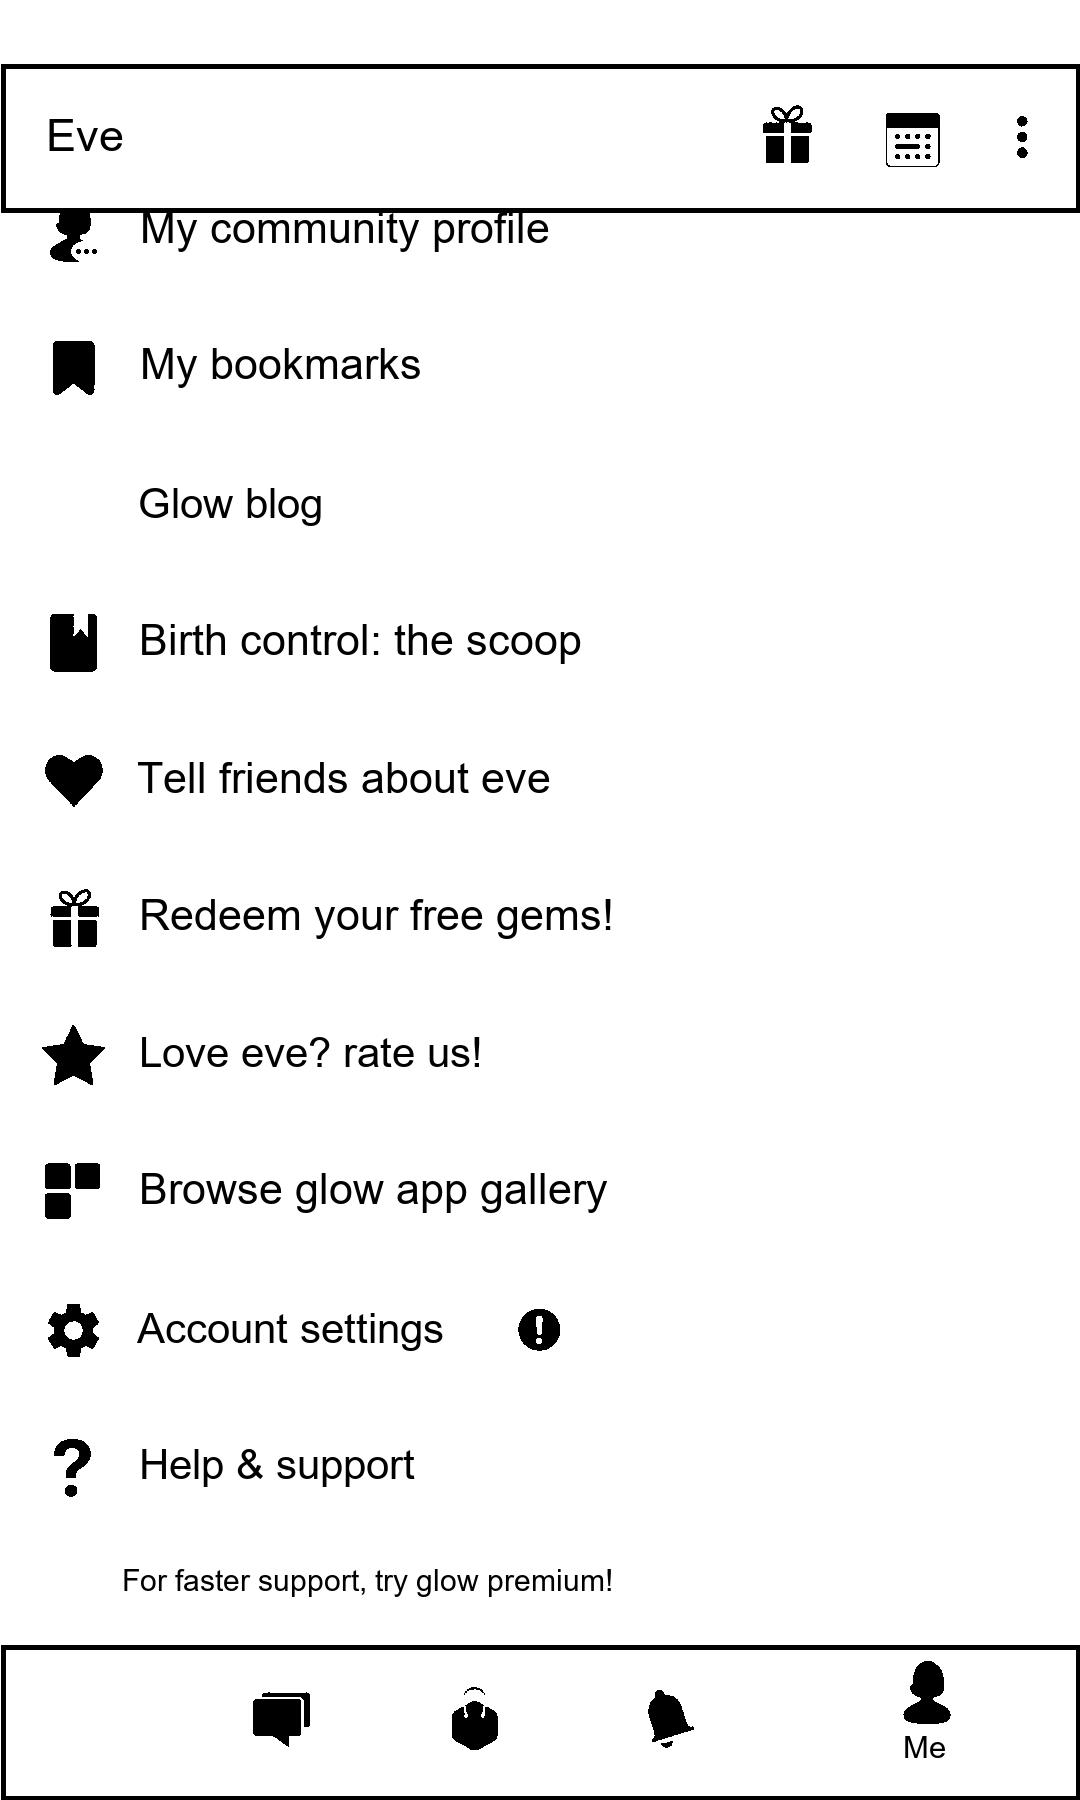 Eve
My community profile
My bookmarks
Glow blog
Birth control: the scoop
Tell friends about eve
Redeem your free gems!
Love eve? rate us!
Browse glow app gallery
Account settings
Help & support
For faster support, try glow premium!
Me